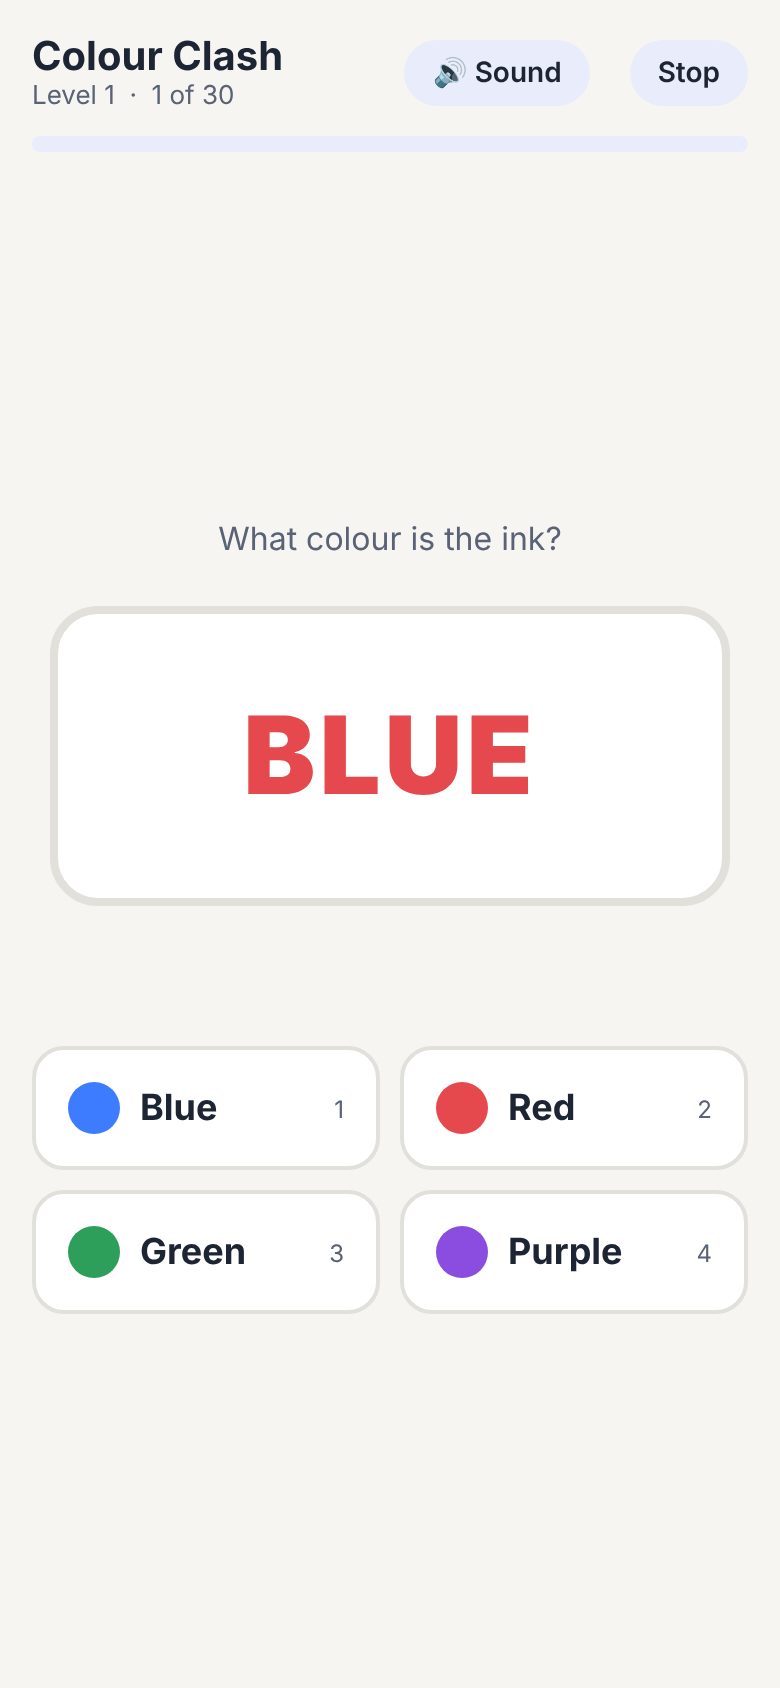 Colour Clash
Level 1 · 1 of 30
🔊 Sound
Stop
What colour is the ink?
BLUE
Blue 1
Red 2
Green 3
Purple 4